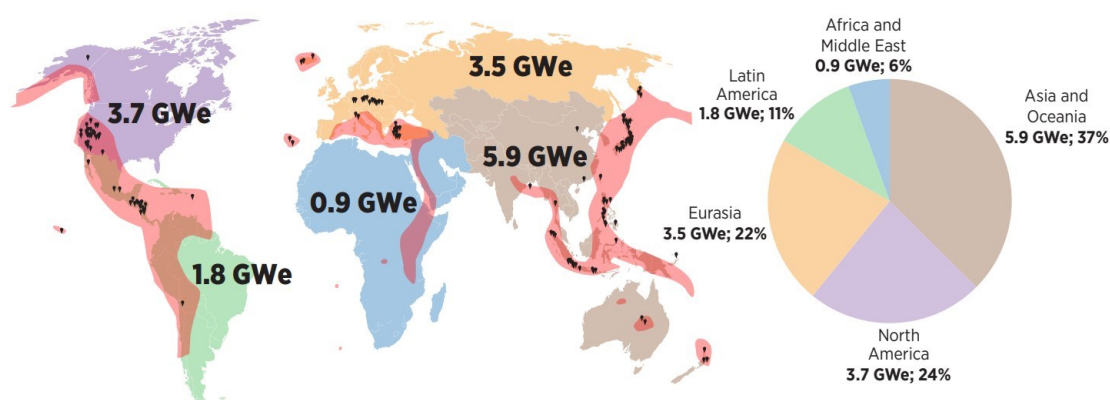 3.7 GWe
1.8 GWe
3.5 GWe
5.9 GWe
0.9 GWe
Africa and
Middle East
0.9 GWe; 6%
Latin
America
1.8 GWe; 11%
Asia and
Oceania
5.9 GWe; 37%
Eurasia
3.5 GWe; 22%
North
America
3.7 GWe; 24%